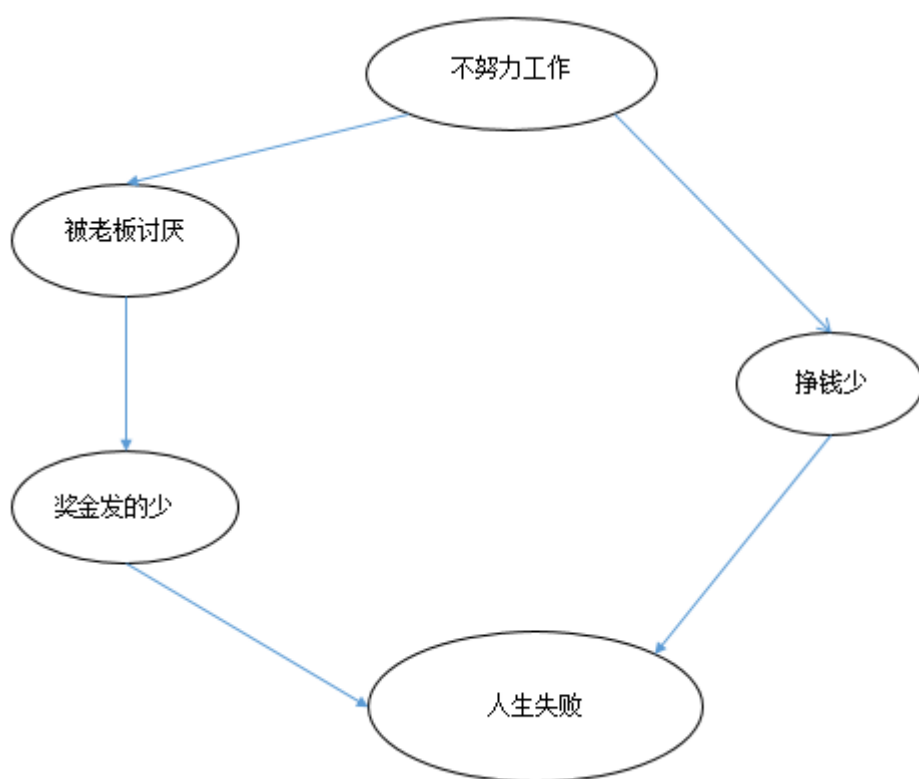 不努力工作
被老板讨厌
挣钱少
奖金发的少
人生失败